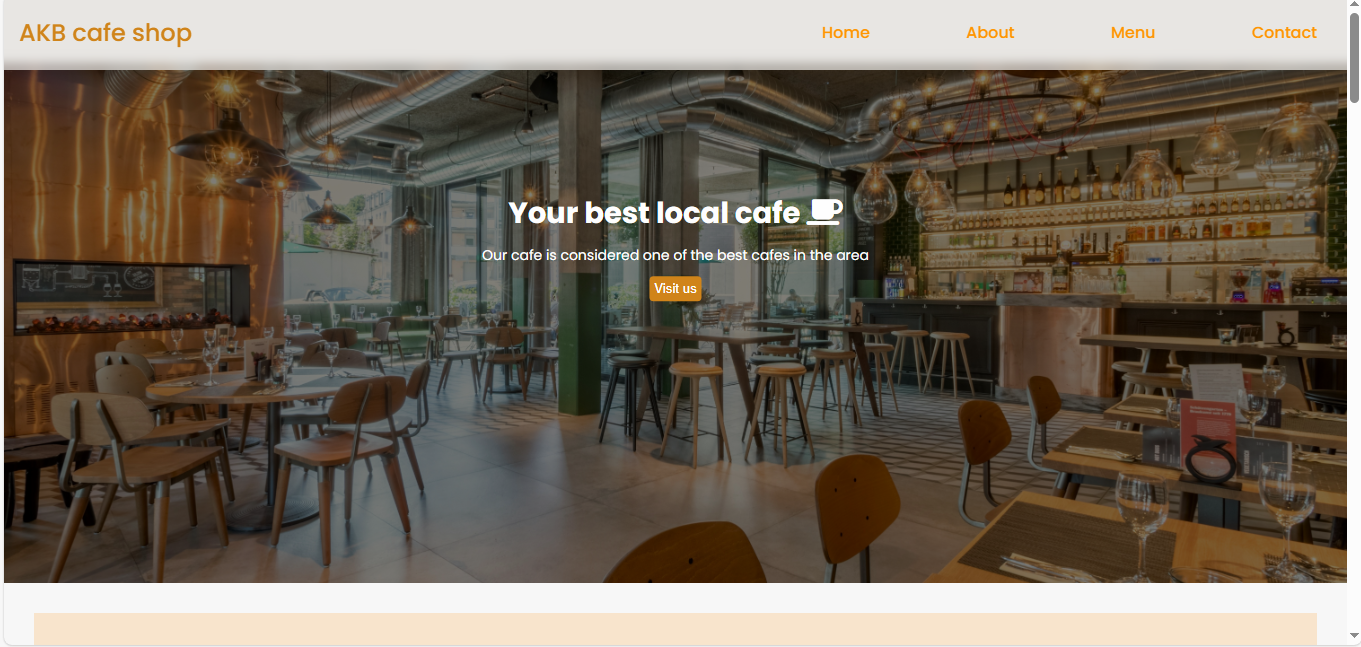 AKB cafe shop
Home About Menu Contact
Your best local cafe
Our cafe is considered one of the best cafes in the area
Visit us